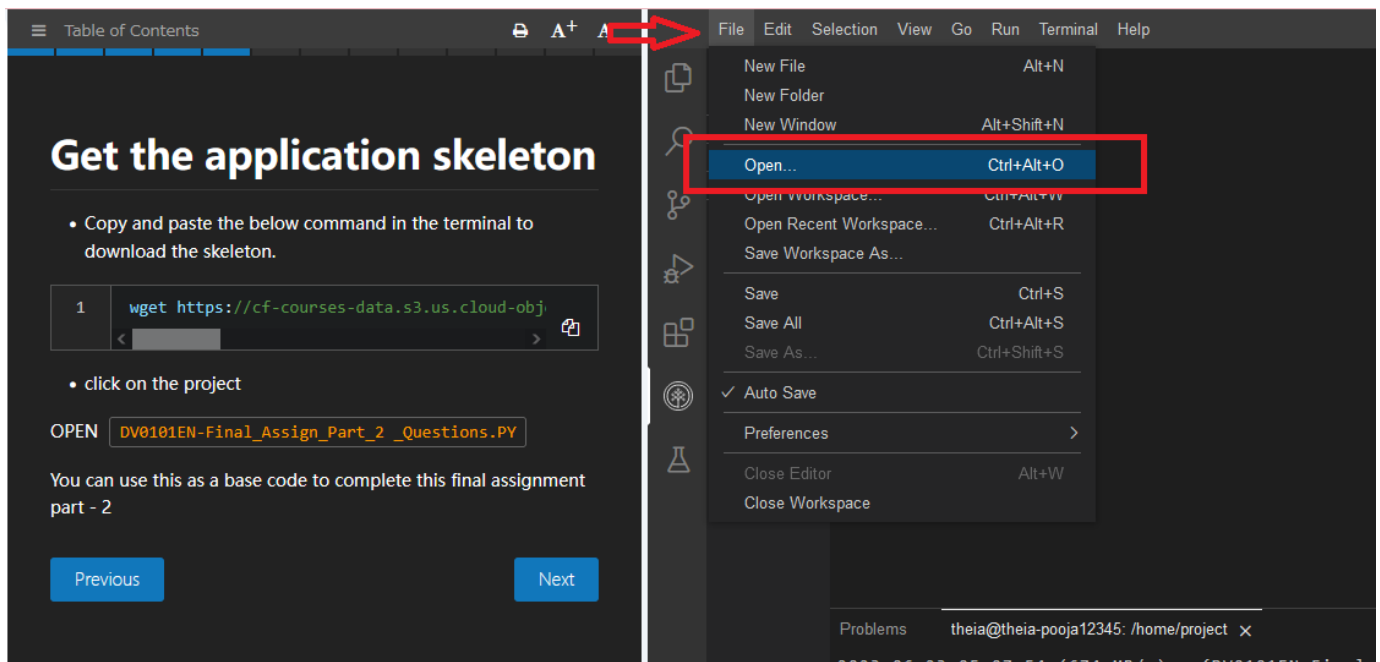 Table of Contents
A+
A
Get the application skeleton
• Copy and paste the below command in the terminal to
download the skeleton.
1 wget https://cf-courses-data.s3.us.cloud-obj
• click on the project
OPEN DV0101EN-Final_Assign_Part_2 _Questions.PY
You can use this as a base code to complete this final assignment
part - 2
Previous
Next
File Edit Selection View Go Run Terminal Help
New File Alt+N
New Folder
New Window Alt+Shift+N
Open... Ctrl+Alt+O
Open Workspace... Ctrl+Alt+W
Open Recent Workspace... Ctrl+Alt+R
Save Workspace As...
Save Ctrl+S
Save All Ctrl+Alt+S
Save As... Ctrl+Shift+S
✓ Auto Save
Preferences >
Close Editor Alt+W
Close Workspace
Problems theia@theia-pooja12345: /home/project ×